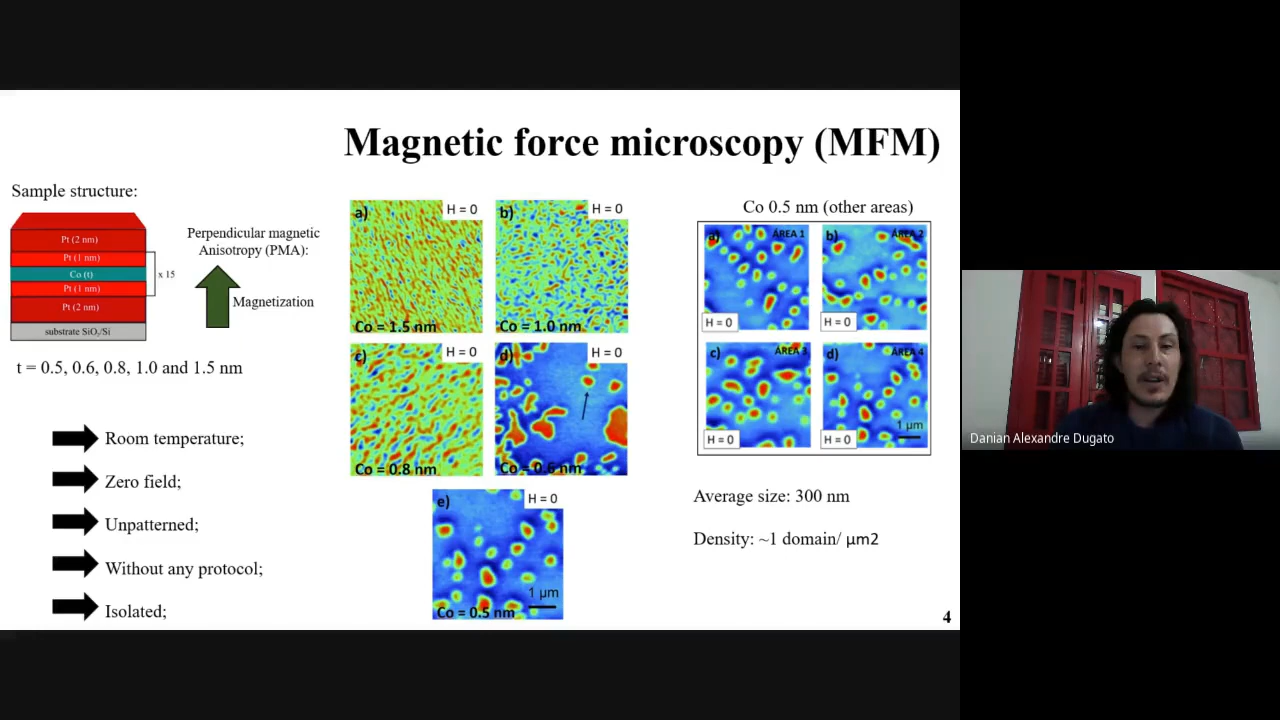 Magnetic force microscopy (MFM)
Sample structure:
Pt (2 nm)
Pt (1 nm)
Co (t)
Pt (1 nm)
Pt (2 nm)
substrate SiO₂/Si
x 15
Perpendicular magnetic
Anisotropy (PMA):
Magnetization
t = 0.5, 0.6, 0.8, 1.0 and 1.5 nm
Room temperature;
Zero field;
Unpatterned;
Without any protocol;
Isolated;
a) H = 0
Co = 1.5 nm
b) H = 0
Co = 1.0 nm
c) H = 0
Co = 0.8 nm
d) H = 0
Co = 0.6 nm
e) H = 0
1 μm
Co = 0.5 nm
Co 0.5 nm (other areas)
a) ÁREA 1
H = 0
b) ÁREA 2
H = 0
c) ÁREA 3
H = 0
d) ÁREA 4
1 μm
H = 0
Average size: 300 nm
Density: ~1 domain/ μm2
4
Danian Alexandre Dugato